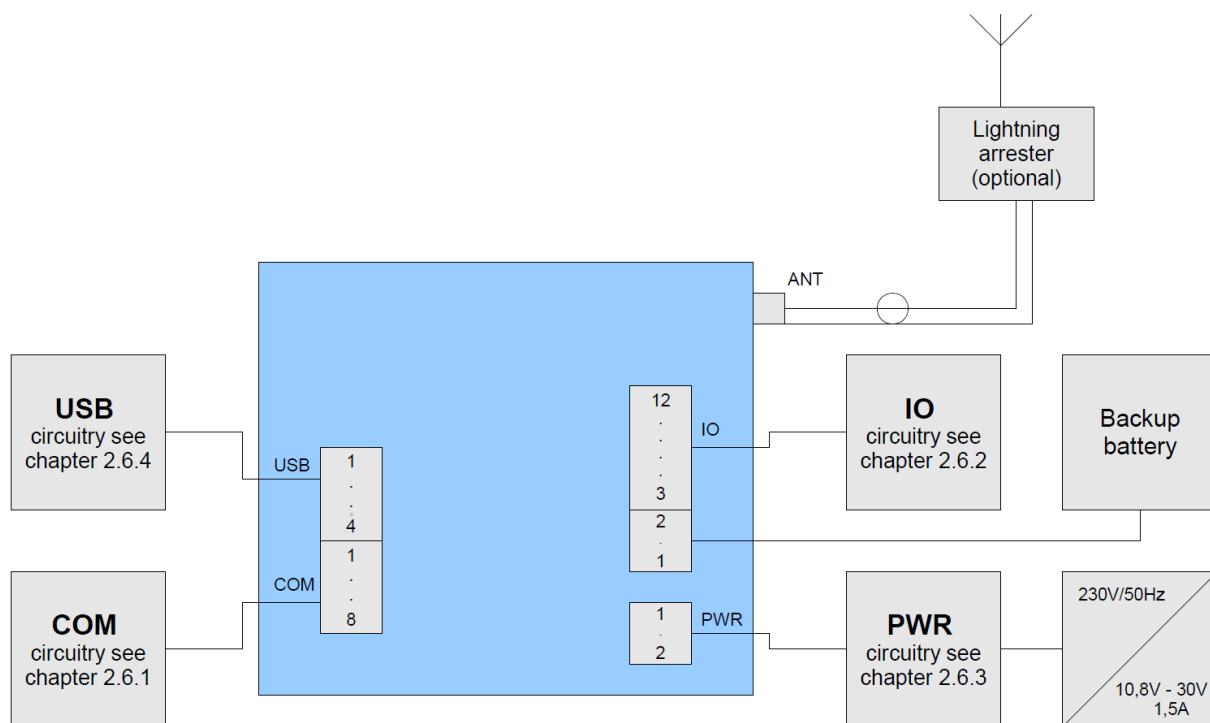 Lightning
arrester
(optional)
ANT
USB
circuitry see
chapter 2.6.4
USB
1
.
.
.
4
COM
1
.
.
8
COM
circuitry see
chapter 2.6.1
12
.
.
.
.
3
IO
2
.
1
PWR
1
.
2
IO
circuitry see
chapter 2.6.2
Backup
battery
PWR
circuitry see
chapter 2.6.3
230V/50Hz
10,8V - 30V
1,5A